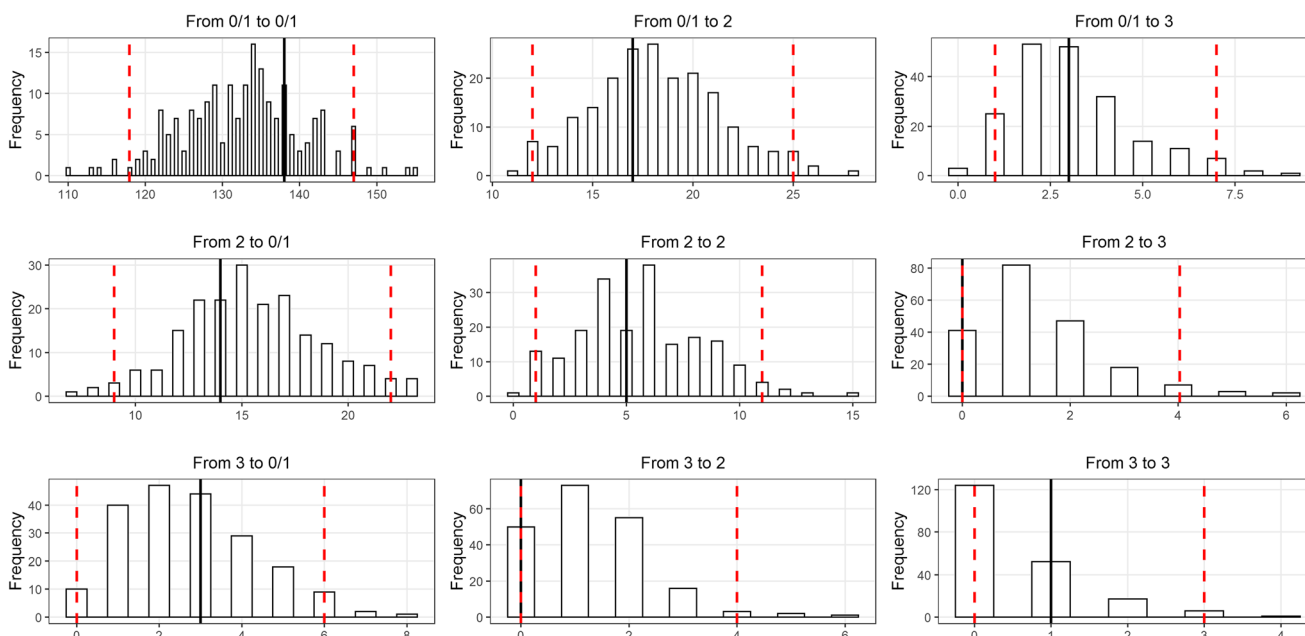 From 0/1 to 0/1
From 0/1 to 2
From 0/1 to 3
Frequency
15
10
5
0
110 120 130 140 150
Frequency
20
10
0
10 15 20 25
Frequency
40
20
0
0.0 2.5 5.0 7.5
From 2 to 0/1
From 2 to 2
From 2 to 3
Frequency
30
20
10
0
10 15 20
Frequency
30
20
10
0
0 5 10 15
Frequency
80
60
40
20
0
0 2 4 6
From 3 to 0/1
From 3 to 2
From 3 to 3
Frequency
40
30
20
10
0
0 2 4 6 8
Frequency
60
40
20
0
0 2 4 6
Frequency
120
80
40
0
0 1 2 3 4